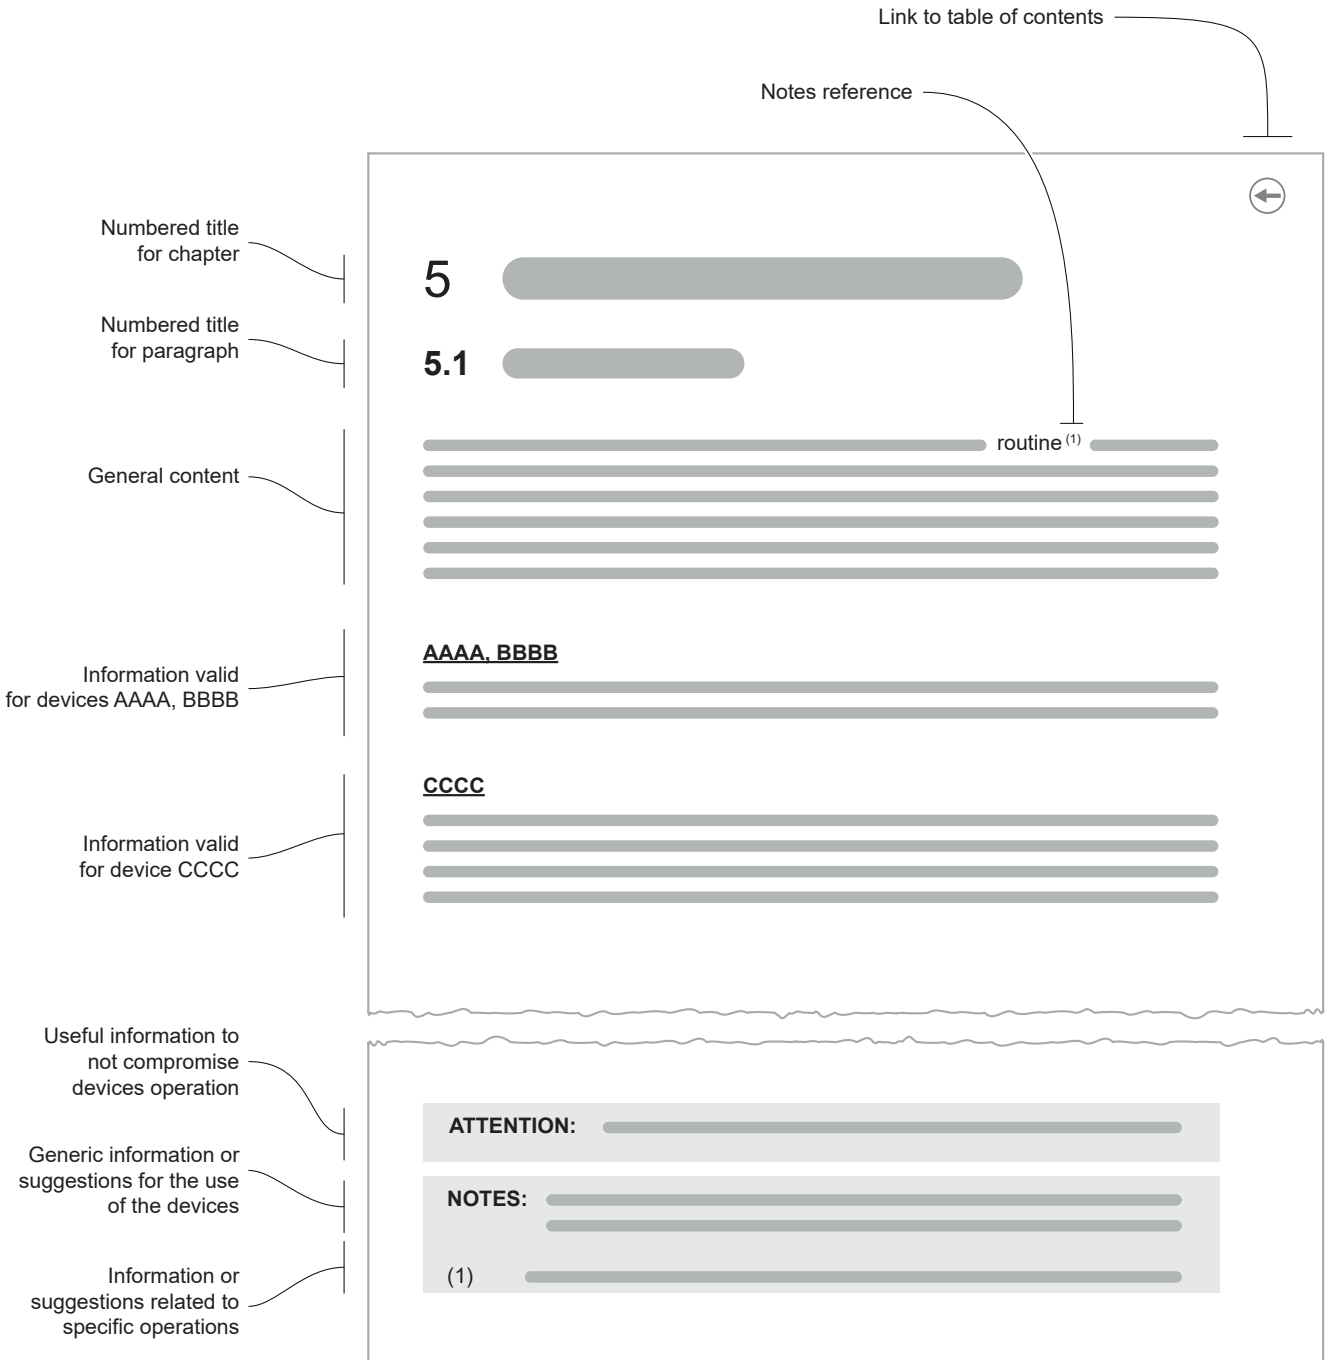 Link to table of contents
Notes reference
Numbered title
for chapter
5
Numbered title
for paragraph
5.1
routine (1)
General content
AAAA, BBBB
Information valid
for devices AAAA, BBBB
CCCC
Information valid
for device CCCC
Useful information to
not compromise
devices operation
ATTENTION:
Generic information or
suggestions for the use
of the devices
NOTES:
(1)
Information or
suggestions related to
specific operations